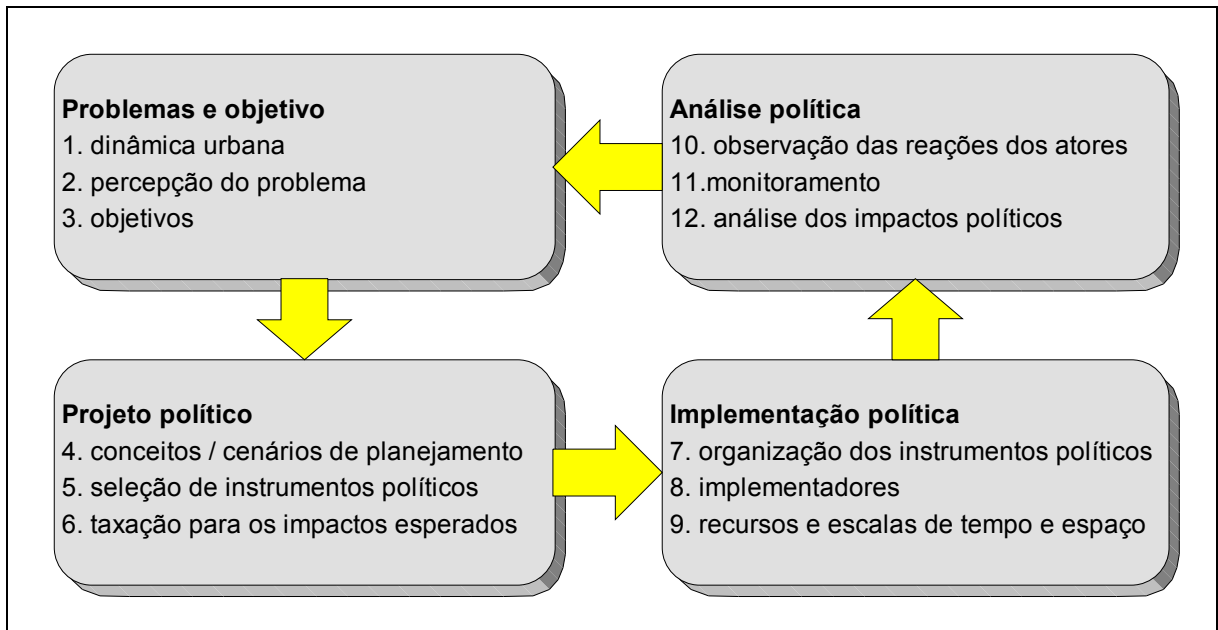 Problemas e objetivo
1. dinâmica urbana
2. percepção do problema
3. objetivos
Projeto político
4. conceitos / cenários de planejamento
5. seleção de instrumentos políticos
6. taxação para os impactos esperados
Implementação política
7. organização dos instrumentos políticos
8. implementadores
9. recursos e escalas de tempo e espaço
Análise política
10. observação das reações dos atores
11.monitoramento
12. análise dos impactos políticos